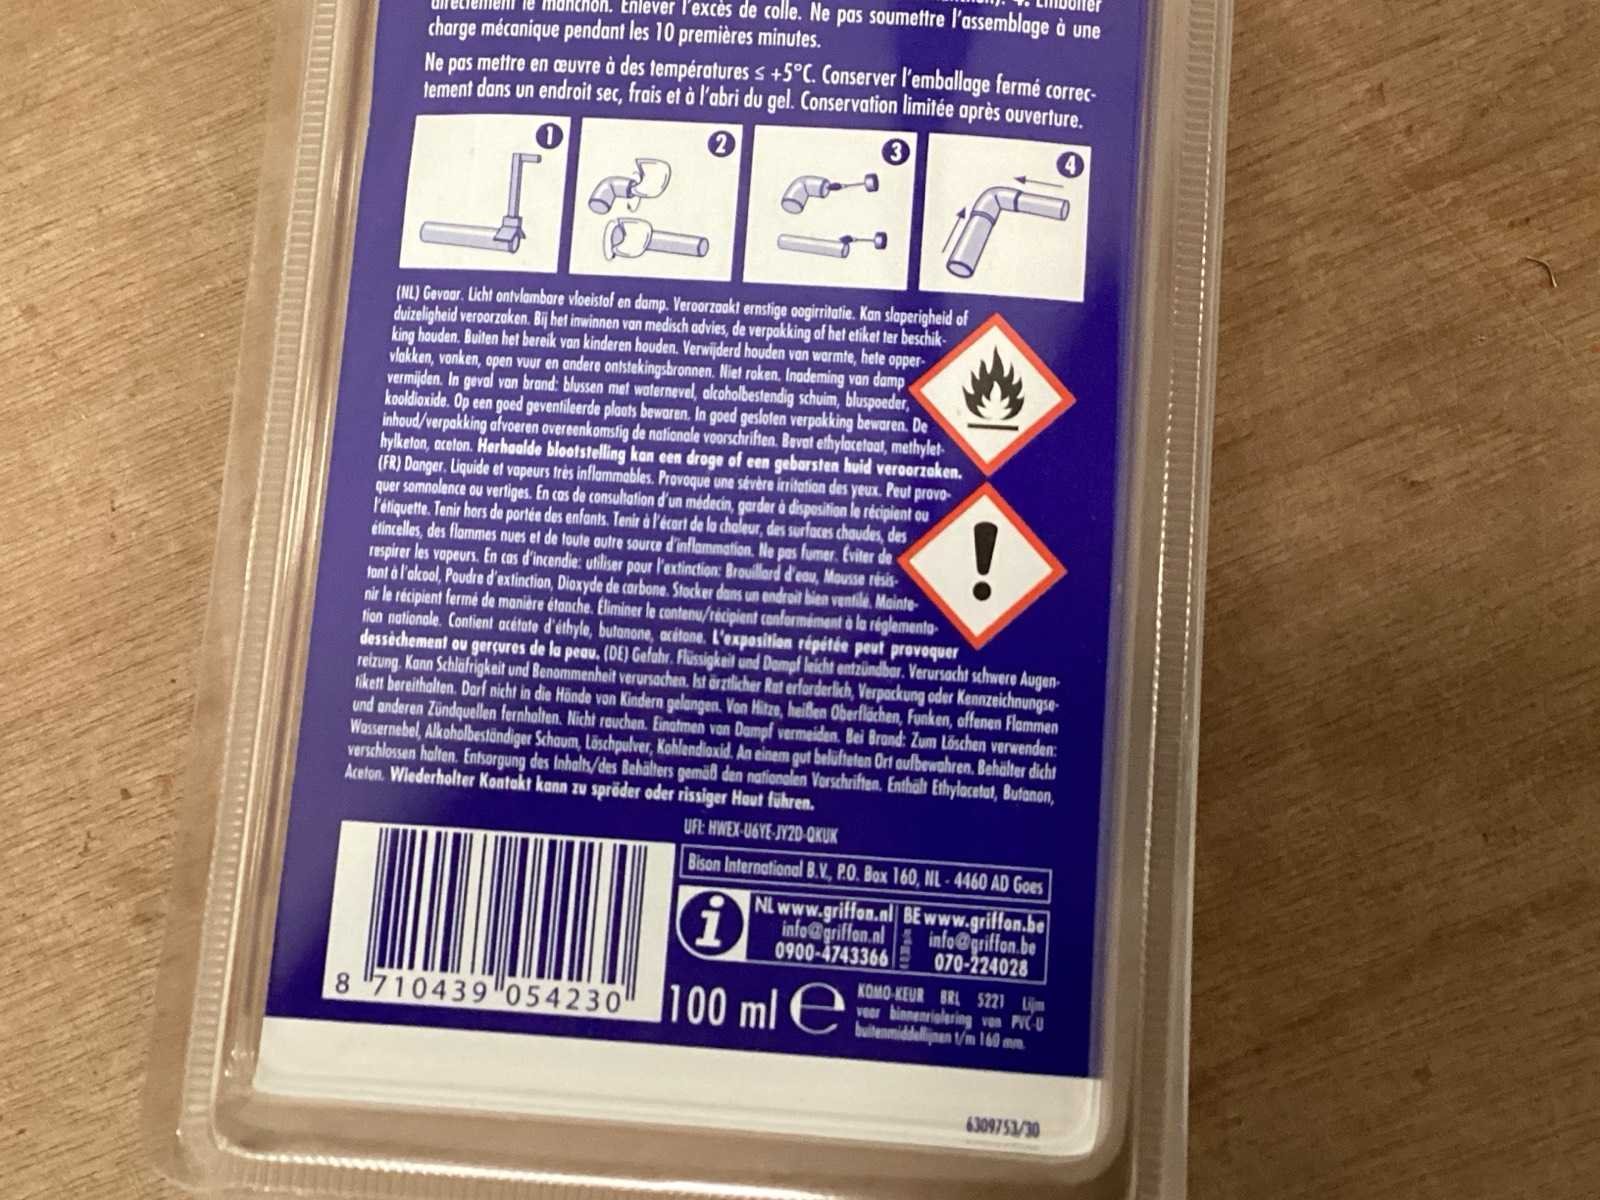 directement le manchon. Enlever l'excès de colle. Ne pas soumettre l'assemblage à une
charge mécanique pendant les 10 premières minutes.
Ne pas mettre en œuvre à des températures ≤ +5°C. Conserver l'emballage fermé correc-
tement dans un endroit sec, frais et à l'abri du gel. Conservation limitée après ouverture.
1 2 3 4
(NL) Gevaar. Licht ontvlambare vloeistof en damp. Veroorzaakt ernstige oogirritatie. Kan slaperigheid of
duizeligheid veroorzaken. Bij het inwinnen van medisch advies, de verpakking of het etiket ter beschik-
king houden. Buiten het bereik van kinderen houden. Verwijderd houden van warmte, hete opper-
vlakken, vonken, open vuur en andere ontstekingsbronnen. Niet roken. Inademing van damp
vermijden. In geval van brand: blussen met waternevel, alcoholbestendig schuim, bluspoeder,
kooldioxide. Op een goed geventileerde plaats bewaren. In goed gesloten verpakking bewaren. De
inhoud/verpakking afvoeren overeenkomstig de nationale voorschriften. Bevat ethylacetaat, methylet-
hylketon, aceton. Herhaalde blootstelling kan een droge of een gebarsten huid veroorzaken.
(FR) Danger. Liquide et vapeurs très inflammables. Provoque une sévère irritation des yeux. Peut provo-
quer somnolence ou vertiges. En cas de consultation d'un médecin, garder à disposition le récipient ou
l'étiquette. Tenir hors de portée des enfants. Tenir à l'écart de la chaleur, des surfaces chaudes, des
étincelles, des flammes nues et de toute autre source d'inflammation. Ne pas fumer. Éviter de
respirer les vapeurs. En cas d'incendie: utiliser pour l'extinction: Brouillard d'eau, Mousse résis-
tant à l'alcool, Poudre d'extinction, Dioxyde de carbone. Stocker dans un endroit bien ventilé. Mainte-
nir le récipient fermé de manière étanche. Éliminer le contenu/récipient conformément à la réglementa-
tion nationale. Contient acétate d'éthyle, butanone, acétone. L'exposition répétée peut provoquer
dessèchement ou gerçures de la peau. (DE) Gefahr. Flüssigkeit und Dampf leicht entzündbar. Verursacht schwere Augen-
reizung. Kann Schläfrigkeit und Benommenheit verursachen. Ist ärztlicher Rat erforderlich, Verpackung oder Kennzeichnungse-
tikett bereithalten. Darf nicht in die Hände von Kindern gelangen. Von Hitze, heißen Oberflächen, Funken, offenen Flammen
und anderen Zündquellen fernhalten. Nicht rauchen. Einatmen von Dampf vermeiden. Bei Brand: Zum Löschen verwenden:
Wassernebel, Alkoholbeständiger Schaum, Löschpulver, Kohlendioxid. An einem gut belüfteten Ort aufbewahren. Behälter dicht
verschlossen halten. Entsorgung des Inhalts/des Behälters gemäß den nationalen Vorschriften. Enthält Ethylacetat, Butanon,
Aceton. Wiederholter Kontakt kann zu spröder oder rissiger Haut führen.
UFI: HWEX-U6YE-JY2D-QKUK
Bison International B.V., P.O. Box 160, NL - 4460 AD Goes
i
NL www.griffon.nl
info@griffon.nl
0900-4743366
BE www.griffon.be
info@griffon.be
070-224028
8 710439 054230
100 ml e
KOMO-KEUR BRL 5221 Lijm
voor binnenriolering van PVC-U
buitenmiddellijnen t/m 160 mm.
6309753/30